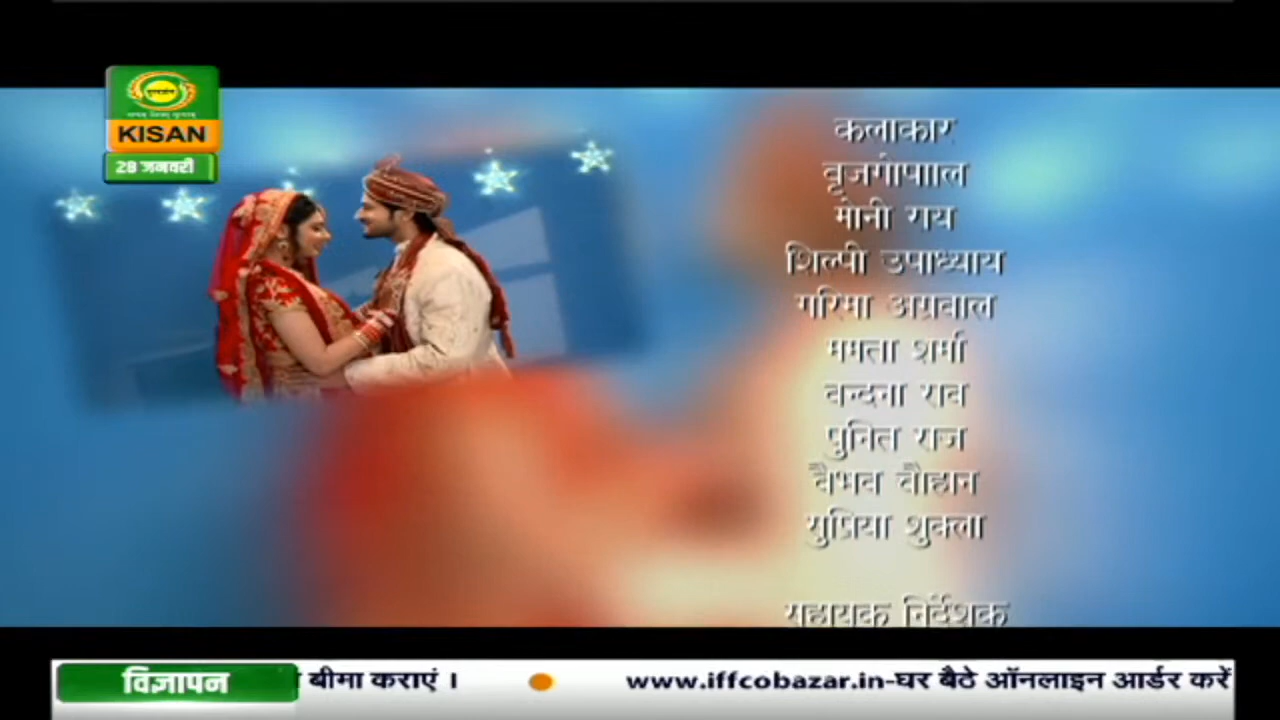 KISAN
28 जनवरी
कलाकार
वृजगोपाल
मोनी राय
शिल्पी उपाध्याय
गरिमा अग्रवाल
ममता शर्मा
वन्दना राव
पुनित राज
वैभव चौहान
सुप्रिया शुक्ला
सहायक निर्देशक
विज्ञापन
बीमा कराएं ।
www.iffcobazar.in-घर बैठे ऑनलाइन आर्डर करें